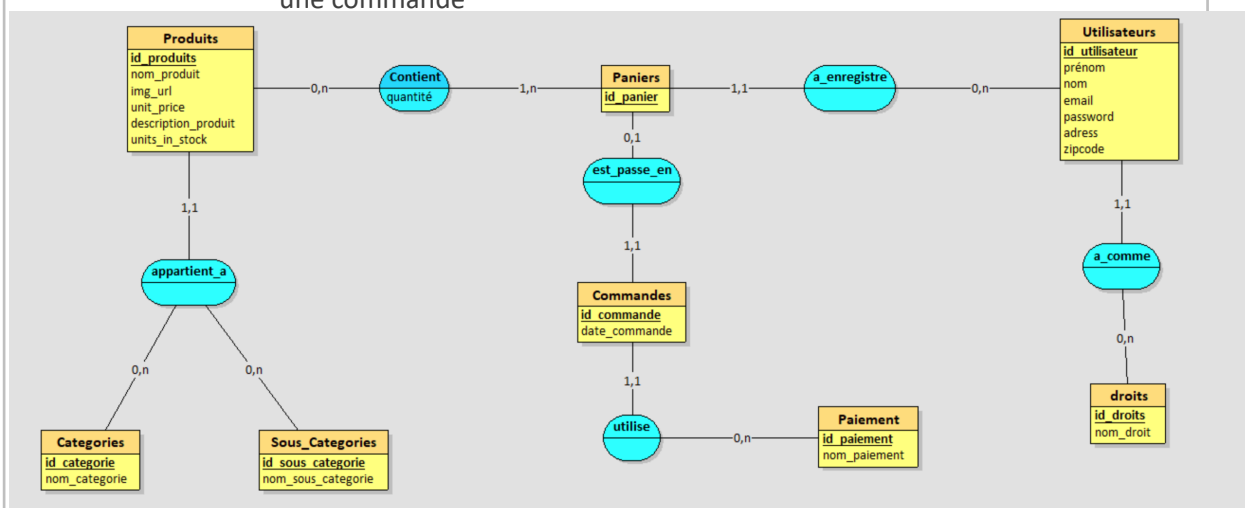 une commande
Produits
id_produits
nom_produit
img_url
unit_price
description_produit
units_in_stock
0,n
Contient
quantité
1,n
Paniers
id_panier
1,1
a_enregistre
0,n
Utilisateurs
id_utilisateur
prénom
nom
email
password
adress
zipcode
1,1
appartient_a
0,n
0,n
Categories
id_categorie
nom_categorie
Sous_Categories
id_sous_categorie
nom_sous_categorie
0,1
est_passe_en
1,1
Commandes
id_commande
date_commande
1,1
utilise
0,n
Paiement
id_paiement
nom_paiement
1,1
a_comme
0,n
droits
id_droits
nom_droit